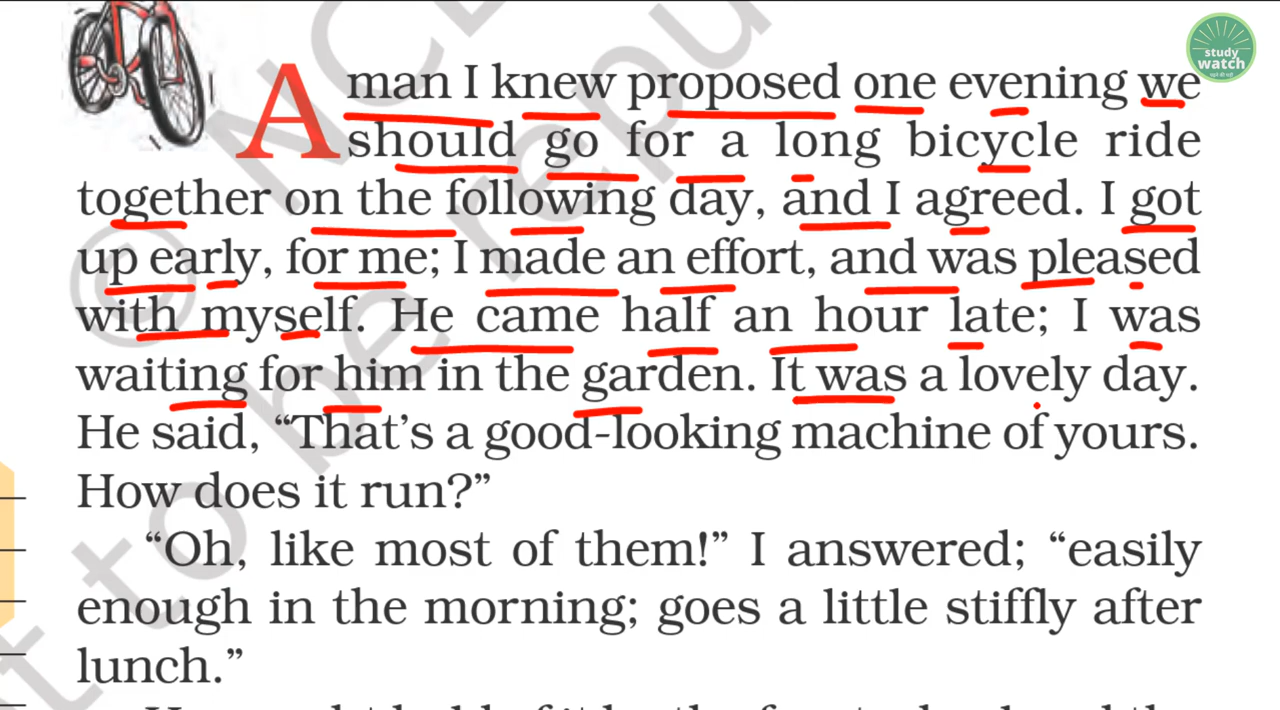 study
watch
A man I knew proposed one evening we
should go for a long bicycle ride
together on the following day, and I agreed. I got
up early, for me; I made an effort, and was pleased
with myself. He came half an hour late; I was
waiting for him in the garden. It was a lovely day.
He said, “That’s a good-looking machine of yours.
How does it run?”
“Oh, like most of them!” I answered; “easily
enough in the morning; goes a little stiffly after
lunch.”